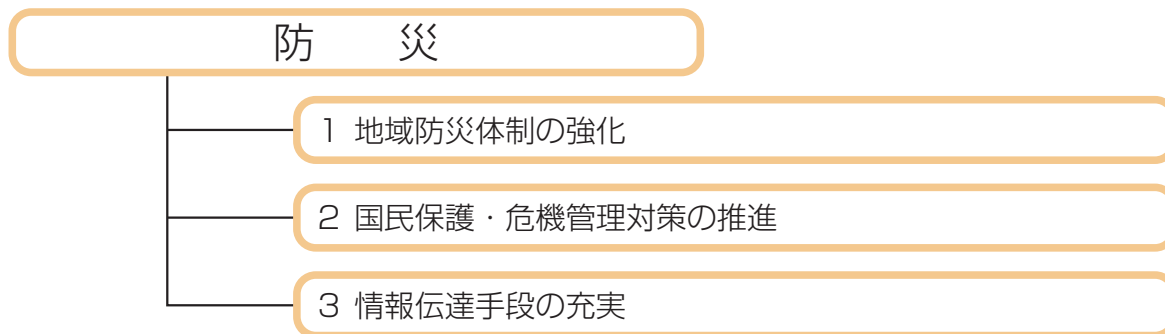 防　災
1 地域防災体制の強化
2 国民保護・危機管理対策の推進
3 情報伝達手段の充実